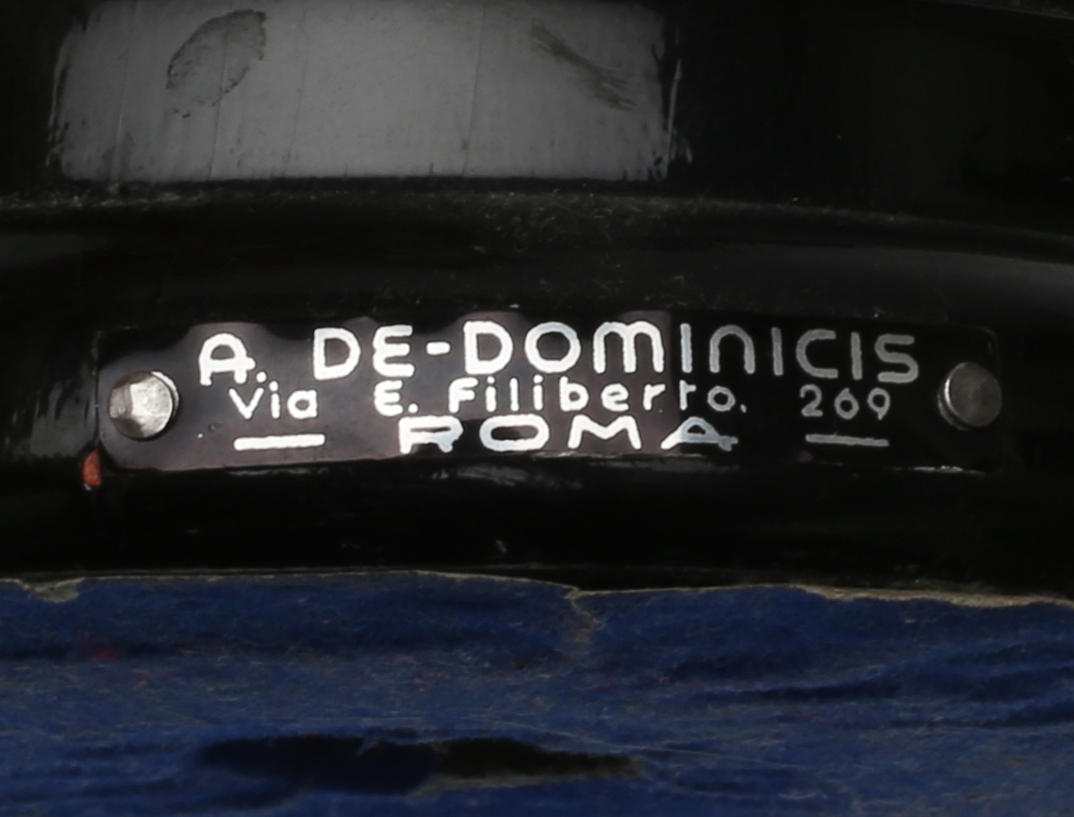 A. DE-DOMINICIS
Via E. Filiberto. 269
ROMA